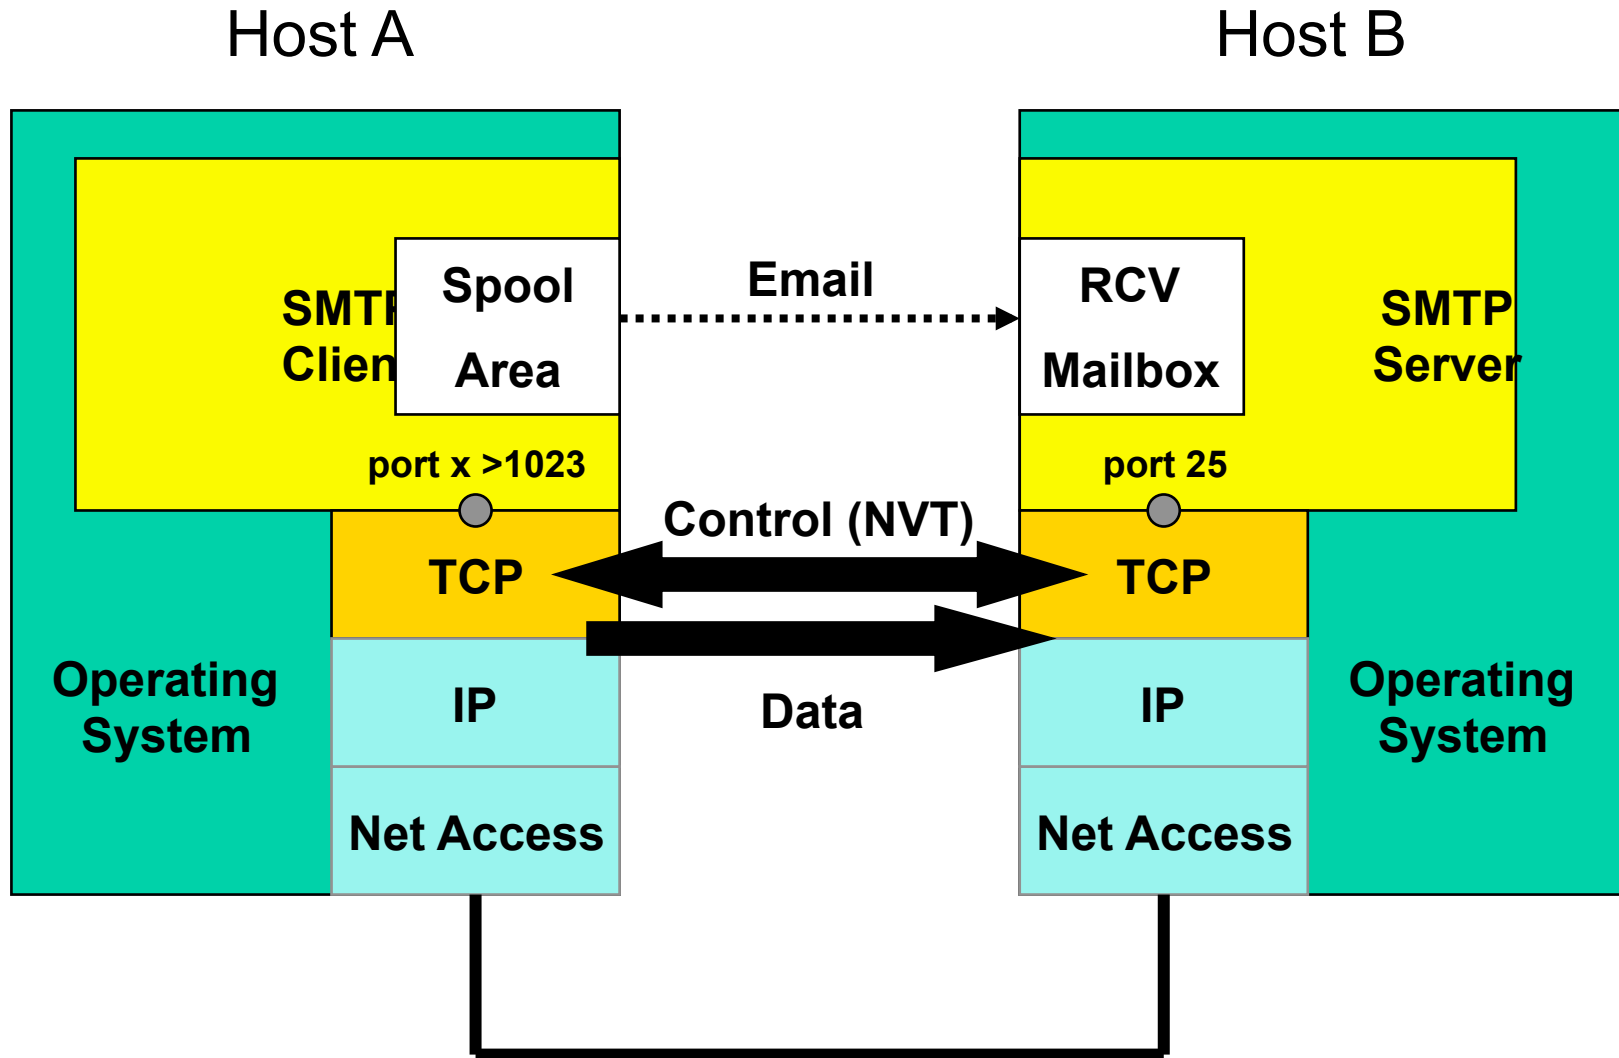 Host A
Host B
SMTP
Client
Spool
Area
Email
RCV
Mailbox
SMTP
Server
port x >1023
port 25
Control (NVT)
TCP
TCP
Operating
System
IP
Data
IP
Operating
System
Net Access
Net Access